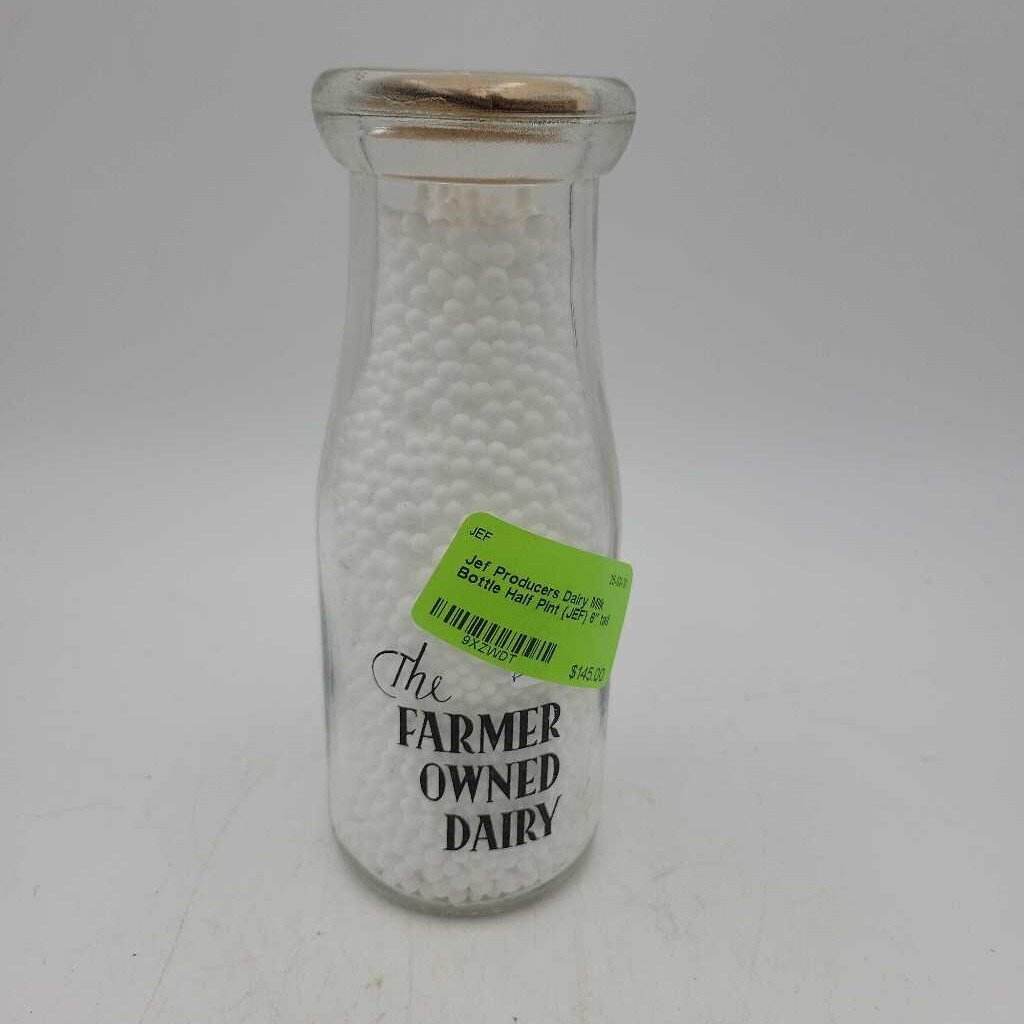 JEF
Jef Producers Dairy Milk
Bottle Half Pint (JEF) 6" tall
9XZWDT
$145.00
The
FARMER
OWNED
DAIRY